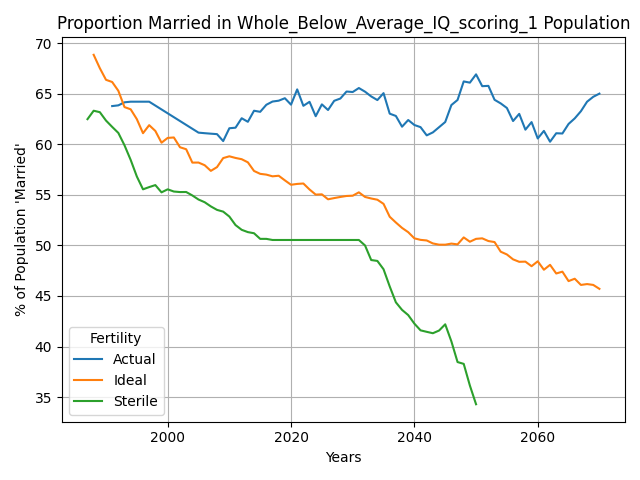 Proportion Married in Whole_Below_Average_IQ_scoring_1 Population
% of Population 'Married'
70
65
60
55
50
45
40
35
Fertility
Actual
Ideal
Sterile
2000
2020
2040
2060
Years